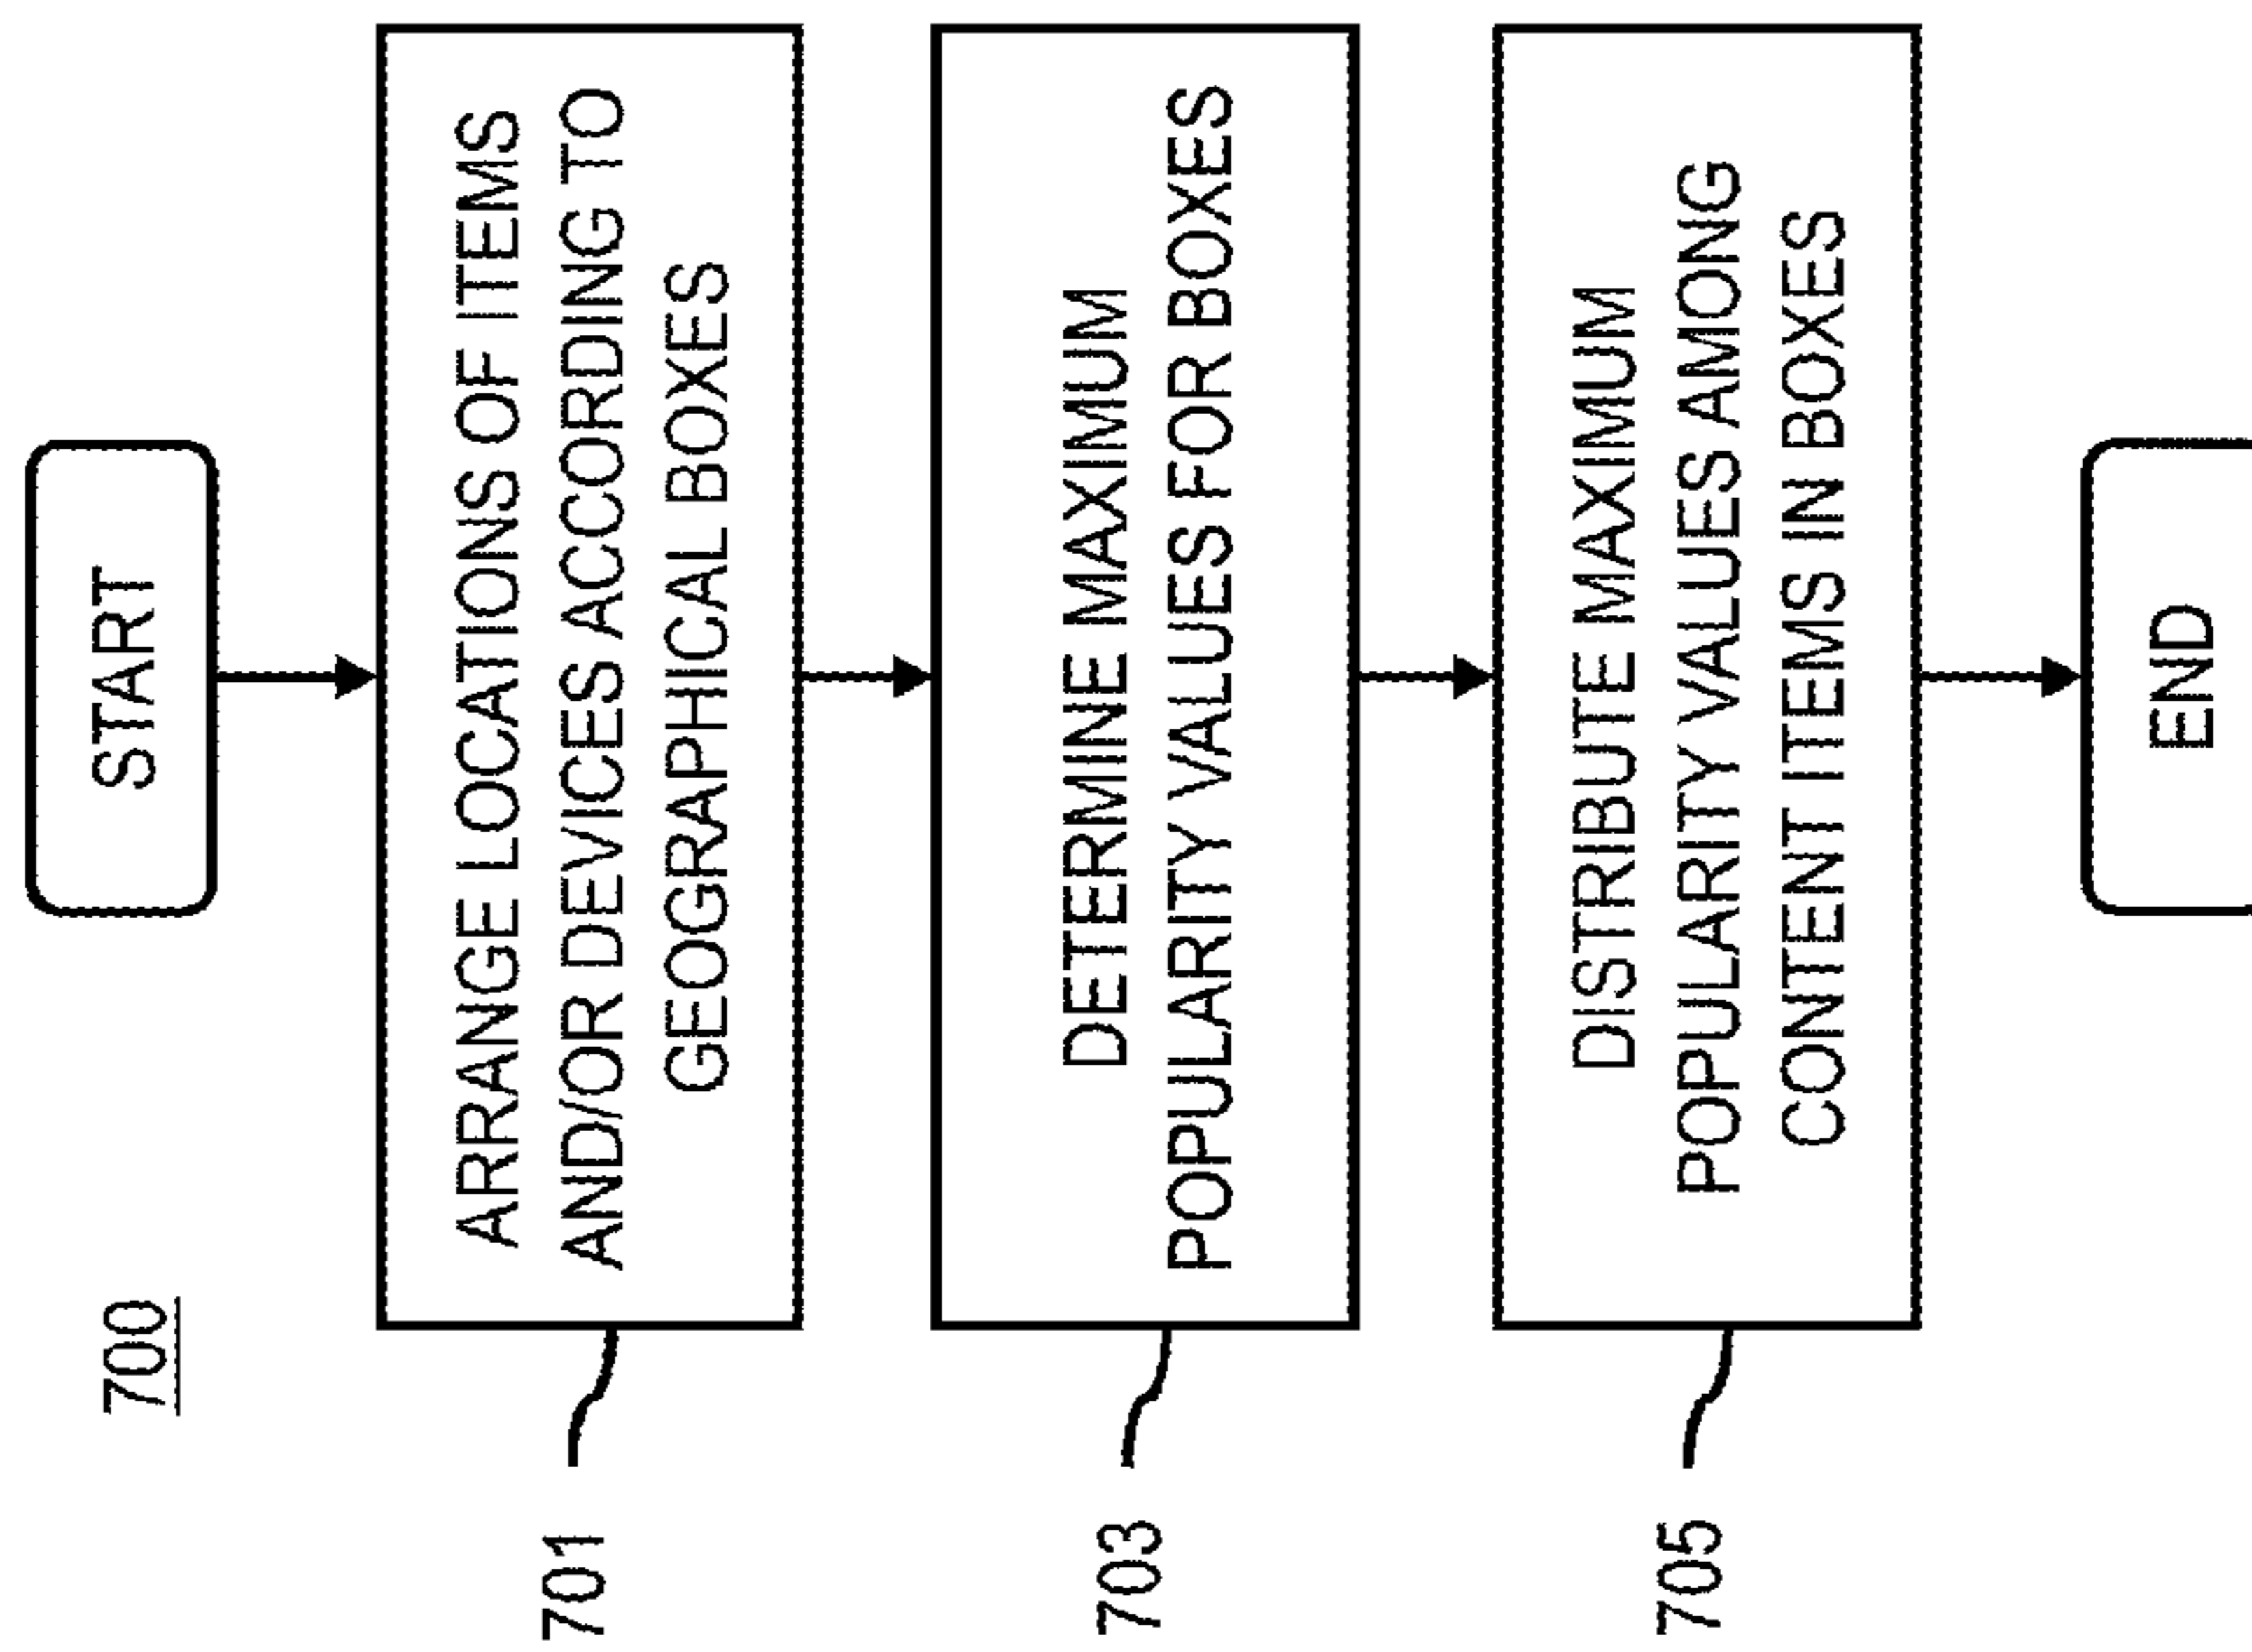 700
START
701
ARRANGE LOCATIONS OF ITEMS
AND/OR DEVICES ACCORDING TO
GEOGRAPHICAL BOXES
703
DETERMINE MAXIMUM
POPULARITY VALUES FOR BOXES
705
DISTRIBUTE MAXIMUM
POPULARITY VALUES AMONG
CONTENT ITEMS IN BOXES
END